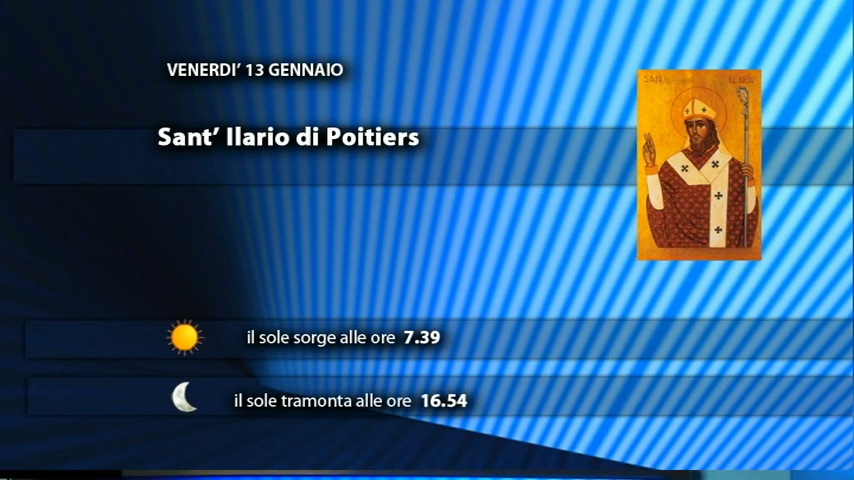 VENERDI’ 13 GENNAIO
Sant’ Ilario di Poitiers
il sole sorge alle ore 7.39
il sole tramonta alle ore 16.54